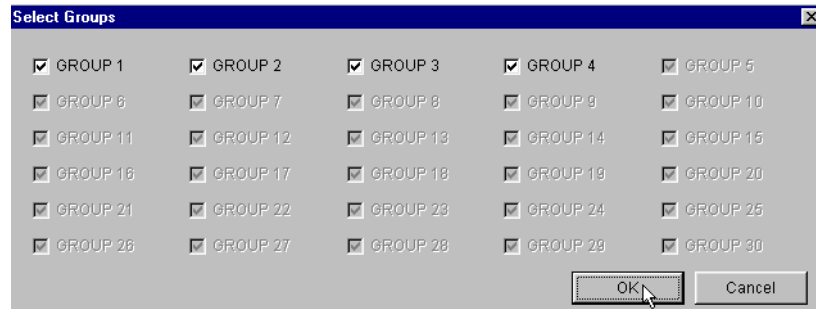 Select Groups
GROUP 1 GROUP 2 GROUP 3 GROUP 4 GROUP 5
GROUP 6 GROUP 7 GROUP 8 GROUP 9 GROUP 10
GROUP 11 GROUP 12 GROUP 13 GROUP 14 GROUP 15
GROUP 16 GROUP 17 GROUP 18 GROUP 19 GROUP 20
GROUP 21 GROUP 22 GROUP 23 GROUP 24 GROUP 25
GROUP 26 GROUP 27 GROUP 28 GROUP 29 GROUP 30
OK Cancel